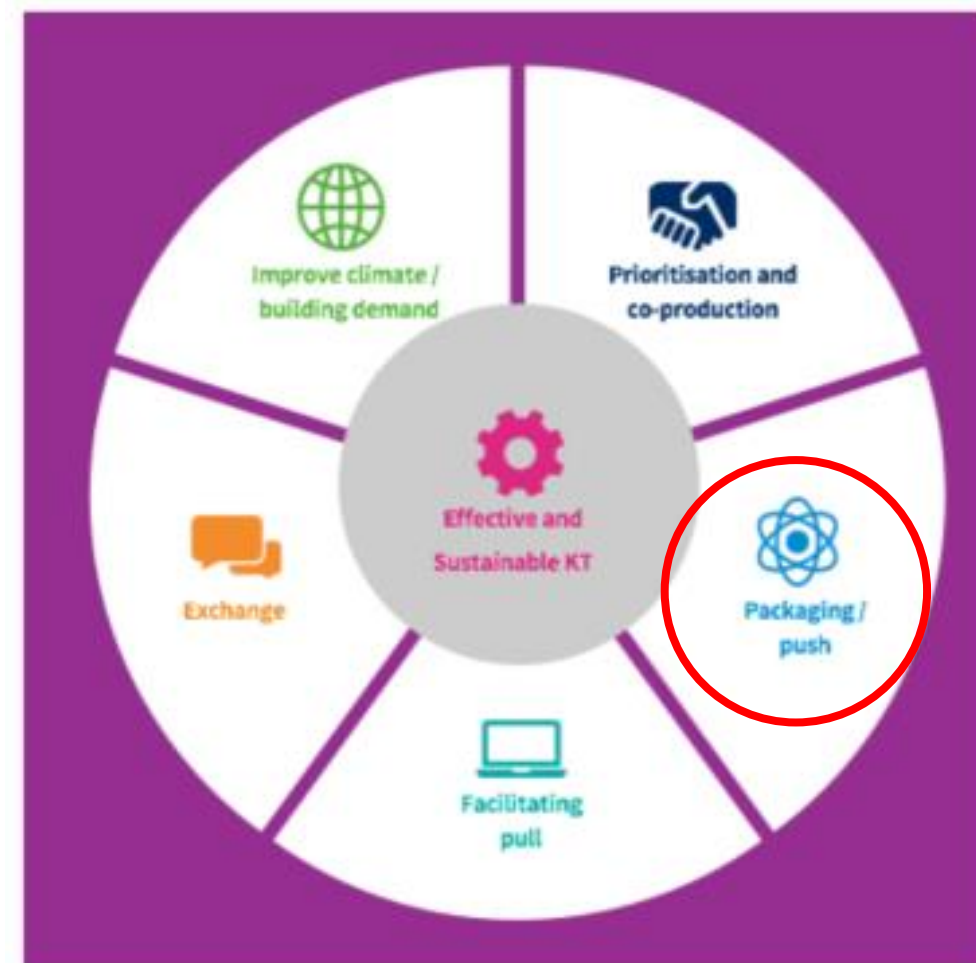 Improve climate /
building demand
Prioritisation and
co-production
Effective and
Sustainable KT
Exchange
Packaging /
push
Facilitating
pull